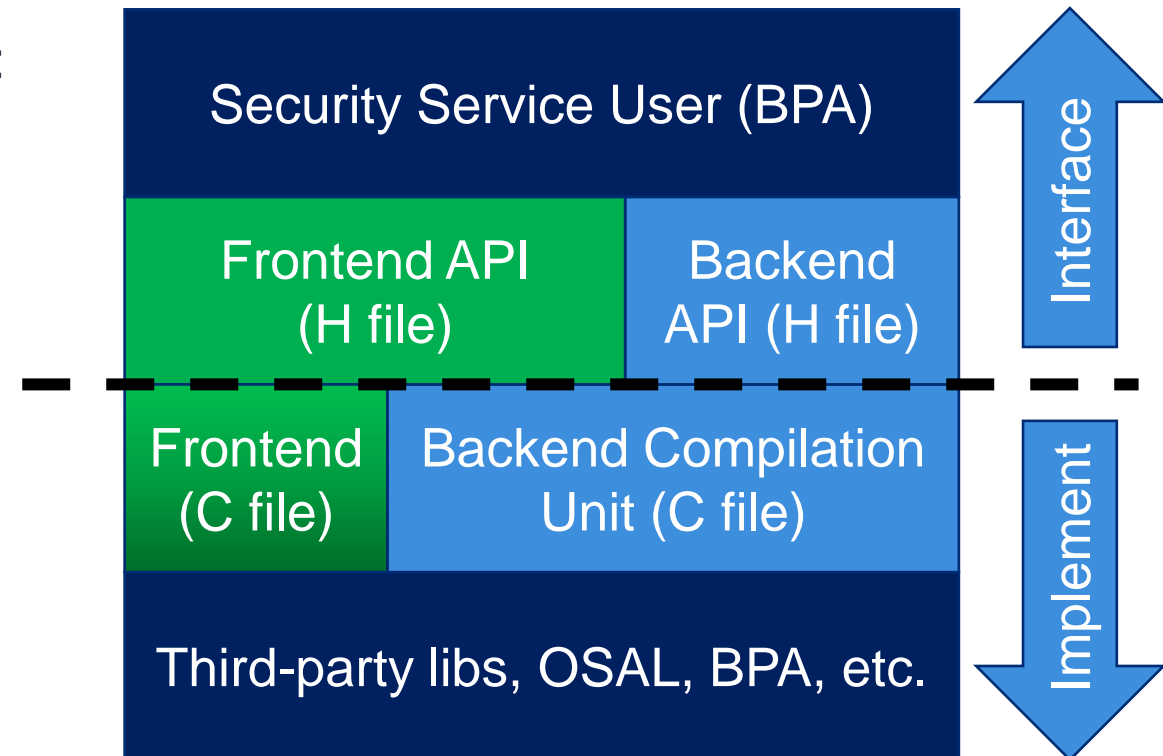 :
Security Service User (BPA)
Frontend API
(H file)
Backend
API (H file)
Interface
Frontend
(C file)
Backend Compilation
Unit (C file)
Implement
Third-party libs, OSAL, BPA, etc.